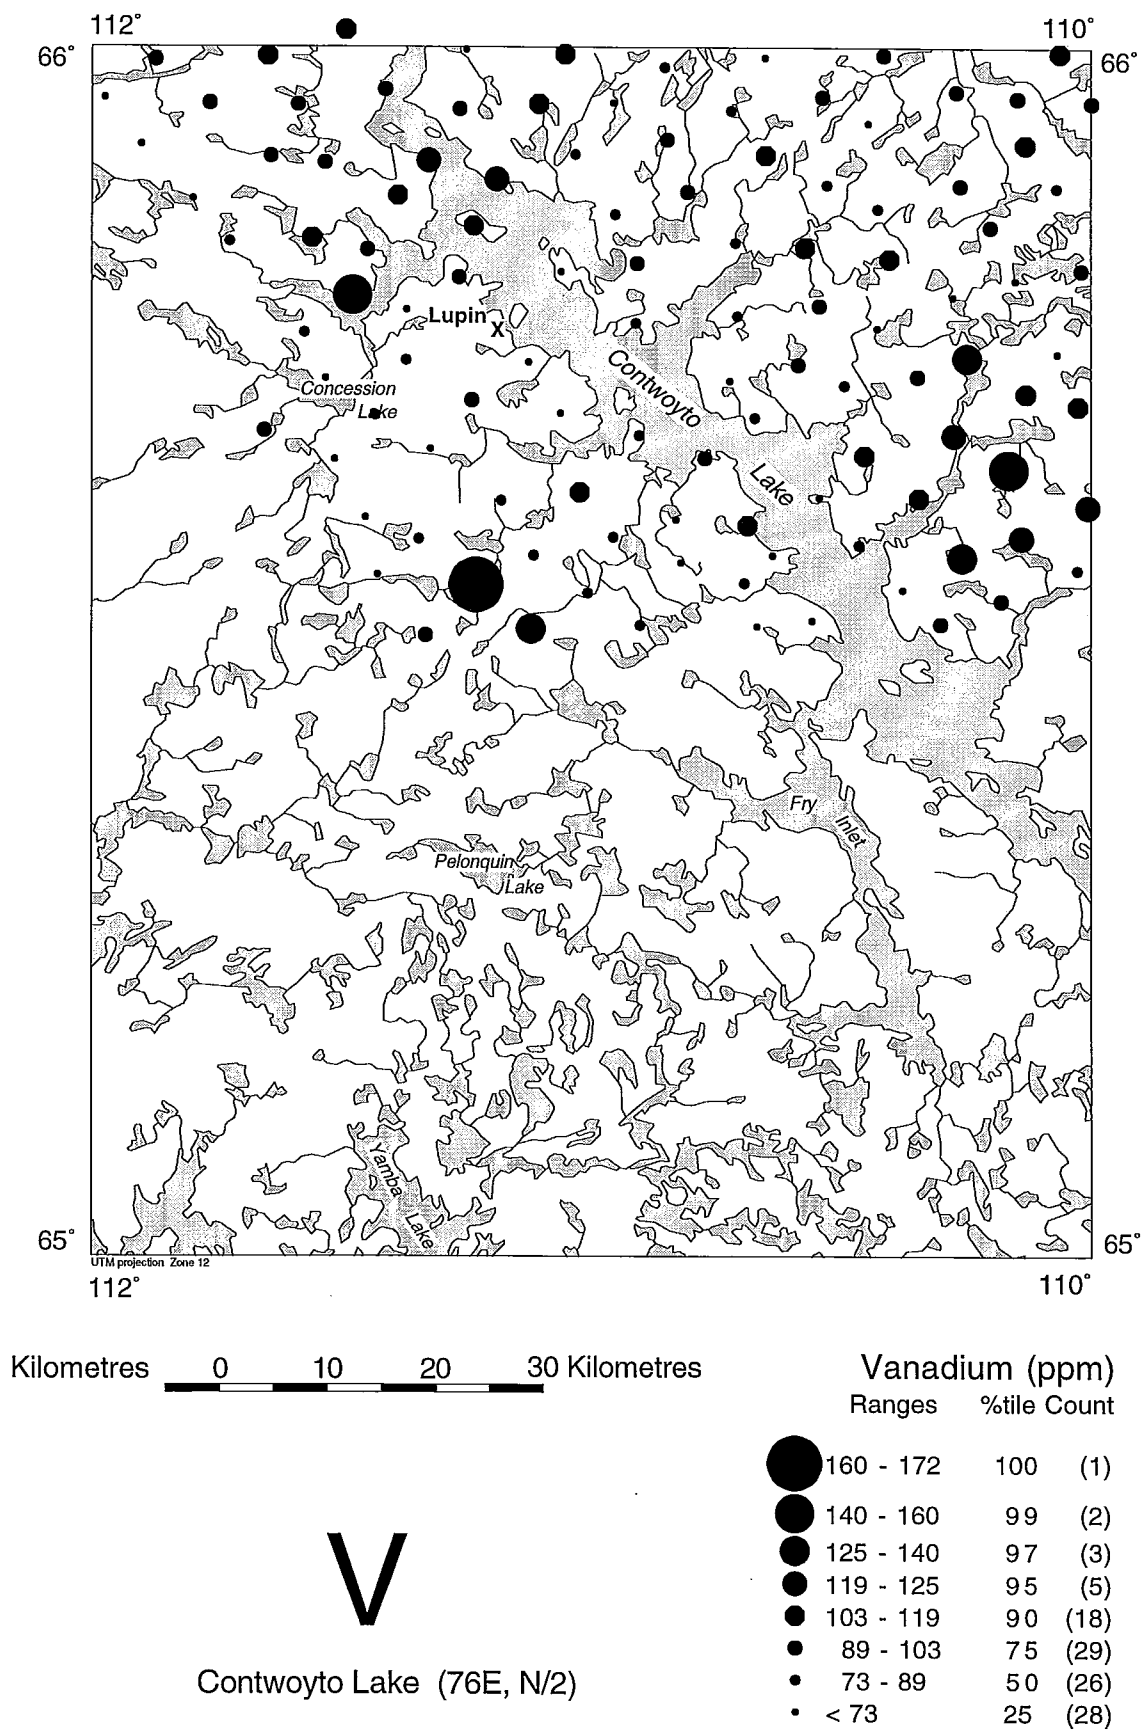 112° 110°
66° 66°
Lupin
X
Concession
Lake
Contwoyto
Lake
Fry
Inlet
Pelonquin
Lake
Yamba
Lake
65° 65°
UTM projection Zone 12
112° 110°
Kilometres 0 10 20 30 Kilometres
Vanadium (ppm)
Ranges %tile Count
160 - 172 100 (1)
140 - 160 99 (2)
125 - 140 97 (3)
119 - 125 95 (5)
103 - 119 90 (18)
89 - 103 75 (29)
73 - 89 50 (26)
< 73 25 (28)
V
Contwoyto Lake (76E, N/2)